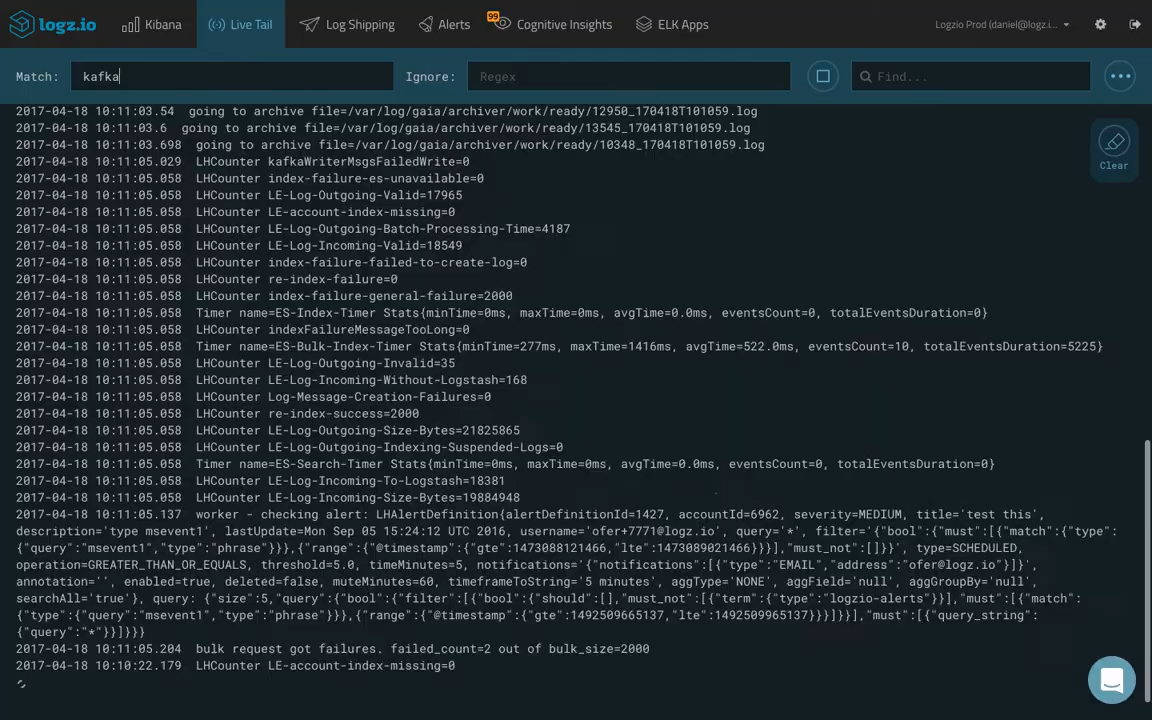 logz.io Kibana Live Tail Log Shipping Alerts 99 Cognitive Insights ELK Apps Logzio Prod (daniel@logz.i...
Match: kafka Ignore: Regex Find...
2017-04-18 10:11:03.54 going to archive file=/var/log/gaia/archiver/work/ready/12950_170418T101059.log
2017-04-18 10:11:03.6 going to archive file=/var/log/gaia/archiver/work/ready/13545_170418T101059.log
2017-04-18 10:11:03.698 going to archive file=/var/log/gaia/archiver/work/ready/10348_170418T101059.log
Clear
2017-04-18 10:11:05.029 LHCounter kafkaWriterMsgsFailedWrite=0
2017-04-18 10:11:05.058 LHCounter index-failure-es-unavailable=0
2017-04-18 10:11:05.058 LHCounter LE-Log-Outgoing-Valid=17965
2017-04-18 10:11:05.058 LHCounter LE-account-index-missing=0
2017-04-18 10:11:05.058 LHCounter LE-Log-Outgoing-Batch-Processing-Time=4187
2017-04-18 10:11:05.058 LHCounter LE-Log-Incoming-Valid=18549
2017-04-18 10:11:05.058 LHCounter index-failure-failed-to-create-log=0
2017-04-18 10:11:05.058 LHCounter re-index-failure=0
2017-04-18 10:11:05.058 LHCounter index-failure-general-failure=2000
2017-04-18 10:11:05.058 Timer name=ES-Index-Timer Stats{minTime=0ms, maxTime=0ms, avgTime=0.0ms, eventsCount=0, totalEventsDuration=0}
2017-04-18 10:11:05.058 LHCounter indexFailureMessageTooLong=0
2017-04-18 10:11:05.058 Timer name=ES-Bulk-Index-Timer Stats{minTime=277ms, maxTime=1416ms, avgTime=522.0ms, eventsCount=10, totalEventsDuration=5225}
2017-04-18 10:11:05.058 LHCounter LE-Log-Outgoing-Invalid=35
2017-04-18 10:11:05.058 LHCounter LE-Log-Incoming-Without-Logstash=168
2017-04-18 10:11:05.058 LHCounter Log-Message-Creation-Failures=0
2017-04-18 10:11:05.058 LHCounter re-index-success=2000
2017-04-18 10:11:05.058 LHCounter LE-Log-Outgoing-Size-Bytes=21825865
2017-04-18 10:11:05.058 LHCounter LE-Log-Outgoing-Indexing-Suspended-Logs=0
2017-04-18 10:11:05.058 Timer name=ES-Search-Timer Stats{minTime=0ms, maxTime=0ms, avgTime=0.0ms, eventsCount=0, totalEventsDuration=0}
2017-04-18 10:11:05.058 LHCounter LE-Log-Incoming-To-Logstash=18381
2017-04-18 10:11:05.058 LHCounter LE-Log-Incoming-Size-Bytes=19884948
2017-04-18 10:11:05.137 worker - checking alert: LHAlertDefinition{alertDefinitionId=1427, accountId=6962, severity=MEDIUM, title='test this',
description='type msevent1', lastUpdate=Mon Sep 05 15:24:12 UTC 2016, username='ofer+7771@logz.io', query='*', filter='{"bool":{"must":[{"match":{"type":
{"query":"msevent1","type":"phrase"}}},{"range":{"@timestamp":{"gte":1473088121466,"lte":1473089021466}}}],"must_not":[]}}', type=SCHEDULED,
operation=GREATER_THAN_OR_EQUALS, threshold=5.0, timeMinutes=5, notifications='{"notifications":[{"type":"EMAIL","address":"ofer@logz.io"}]}',
annotation='', enabled=true, deleted=false, muteMinutes=60, timeframeToString='5 minutes', aggType='NONE', aggField='null', aggGroupBy='null',
searchAll='true'}, query: {"size":5,"query":{"bool":{"filter":[{"bool":{"should":[],"must_not":[{"term":{"type":"logzio-alerts"}}],"must":[{"match":
{"type":{"query":"msevent1","type":"phrase"}}},{"range":{"@timestamp":{"gte":1492509665137,"lte":1492509965137}}}]}}],"must":[{"query_string":
{"query":"*"}}]}}}
2017-04-18 10:11:05.204 bulk request got failures. failed_count=2 out of bulk_size=2000
2017-04-18 10:10:22.179 LHCounter LE-account-index-missing=0